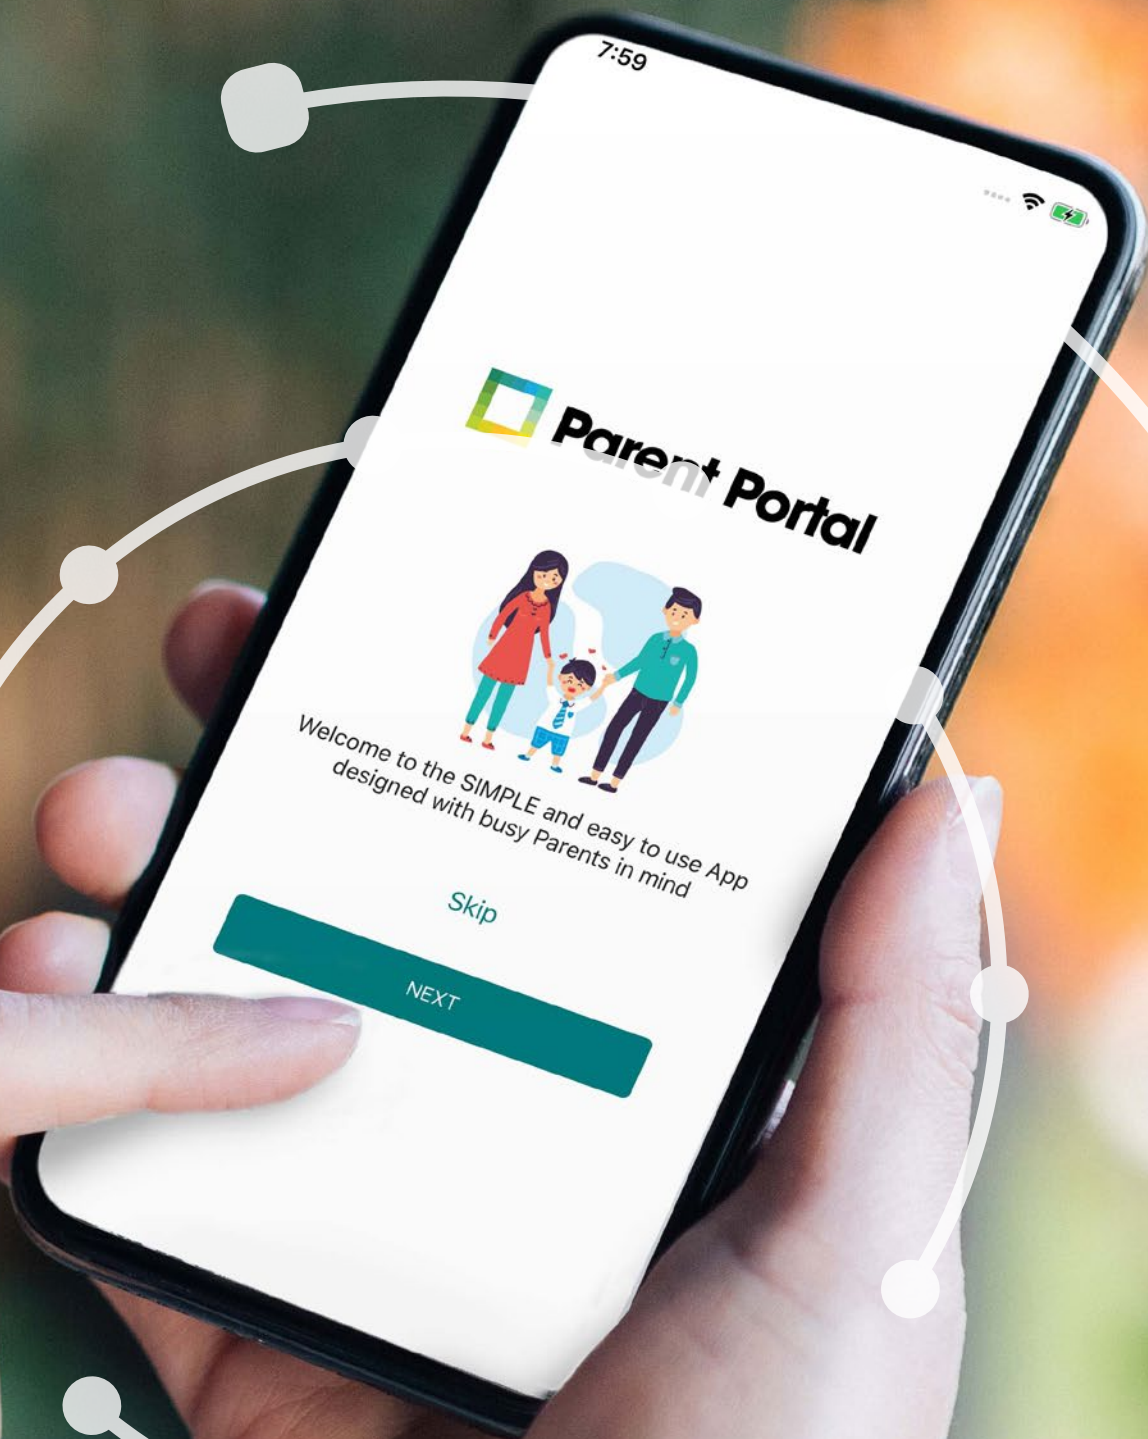 7:59
Parent Portal
Welcome to the SIMPLE and easy to use App
designed with busy Parents in mind
Skip
NEXT